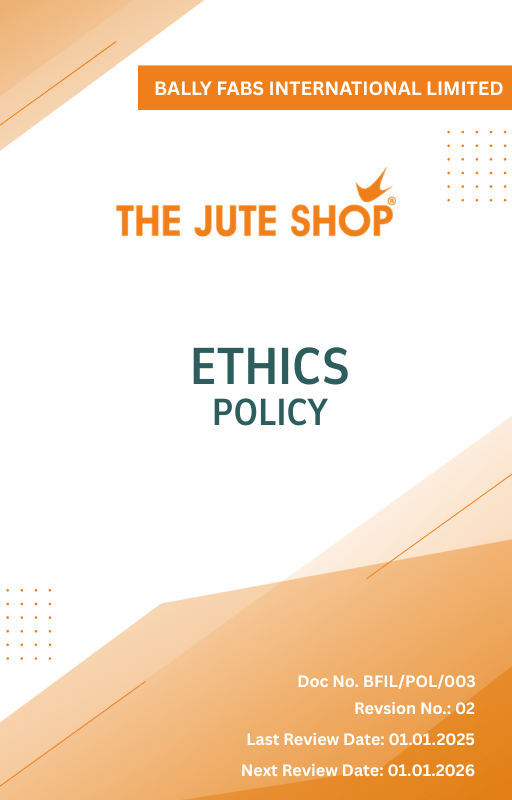 BALLY FABS INTERNATIONAL LIMITED
THE JUTE SHOP®
ETHICS
POLICY
Doc No. BFIL/POL/003
Revsion No.: 02
Last Review Date: 01.01.2025
Next Review Date: 01.01.2026